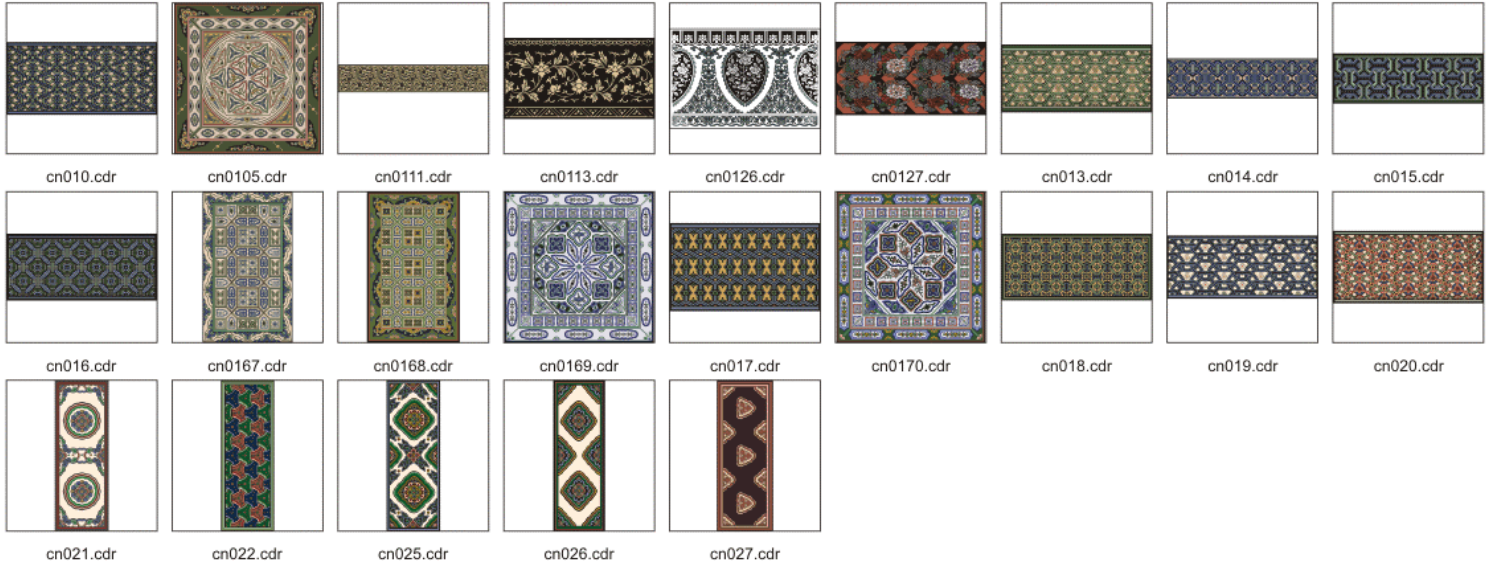 cn010.cdr cn0105.cdr cn0111.cdr cn0113.cdr cn0126.cdr cn0127.cdr cn013.cdr cn014.cdr cn015.cdr
cn016.cdr cn0167.cdr cn0168.cdr cn0169.cdr cn017.cdr cn0170.cdr cn018.cdr cn019.cdr cn020.cdr
cn021.cdr cn022.cdr cn025.cdr cn026.cdr cn027.cdr